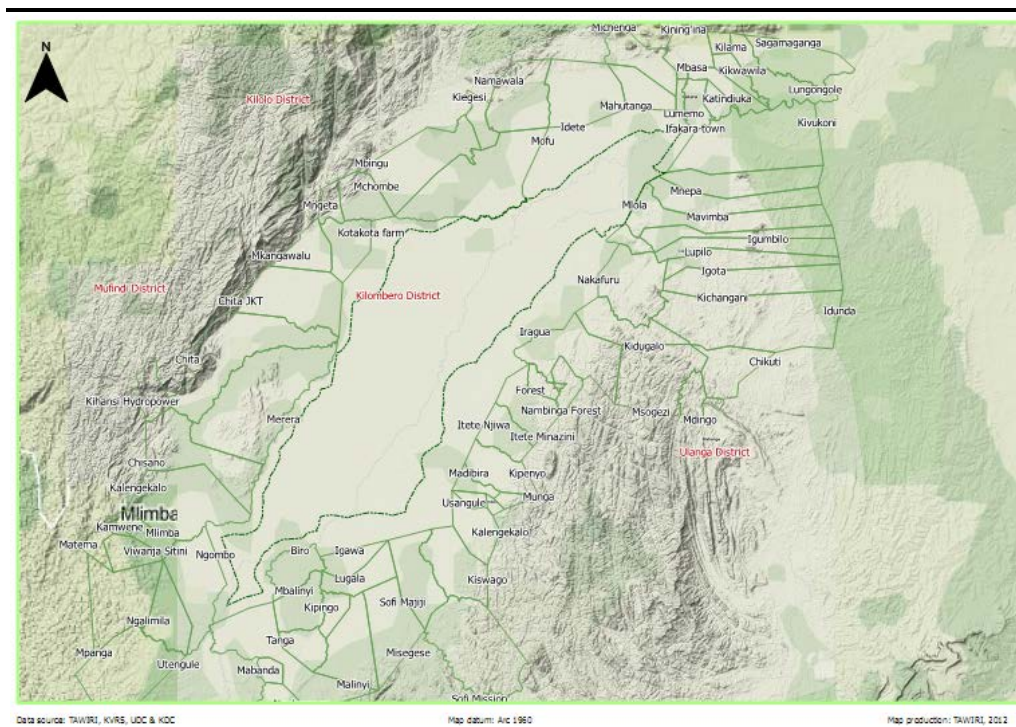 Michenga
Kining'ina
N
Kilama
Sagamaganga
Mbasa
Kikwawila
Namawala
Kilolo District
Kiegesi
Mahutanga
Katindiuka
Lungongole
Lumemo
Idete
Ifakara-town
Kivukoni
Mofu
Mbingu
Mchombe
Mngeta
Mnepa
Mlola
Mavimba
Kotakota farm
Igumbilo
Mkangawalu
Lupilo
Igota
Nakafuru
Mufindi District
Kilombero District
Kichangani
Chita JKT
Idunda
Iragua
Kidugalo
Chita
Chikuti
Forest
Kihansi Hydropower
Nambinga Forest
Msogezi
Merera
Mdingo
Itete Njiwa
Itete Minazini
Ulanga District
Chisano
Madibira
Kipenyo
Kalengekalo
Munga
Usangule
Mlimba
Kamwene
Mlimba
Kalengekalo
Matema
Viwanja Sitini
Ngombo
Biro
Igawa
Lugala
Kiswago
Mbalinyi
Kipingo
Sofi Majiji
Ngalimila
Tanga
Mpanga
Misegese
Utengule
Mabanda
Malinyi
Sofi Mission
Data source: TAWIRI, KVRS, UDC & KDC
Map datum: Arc 1960
Map production: TAWIRI, 2012